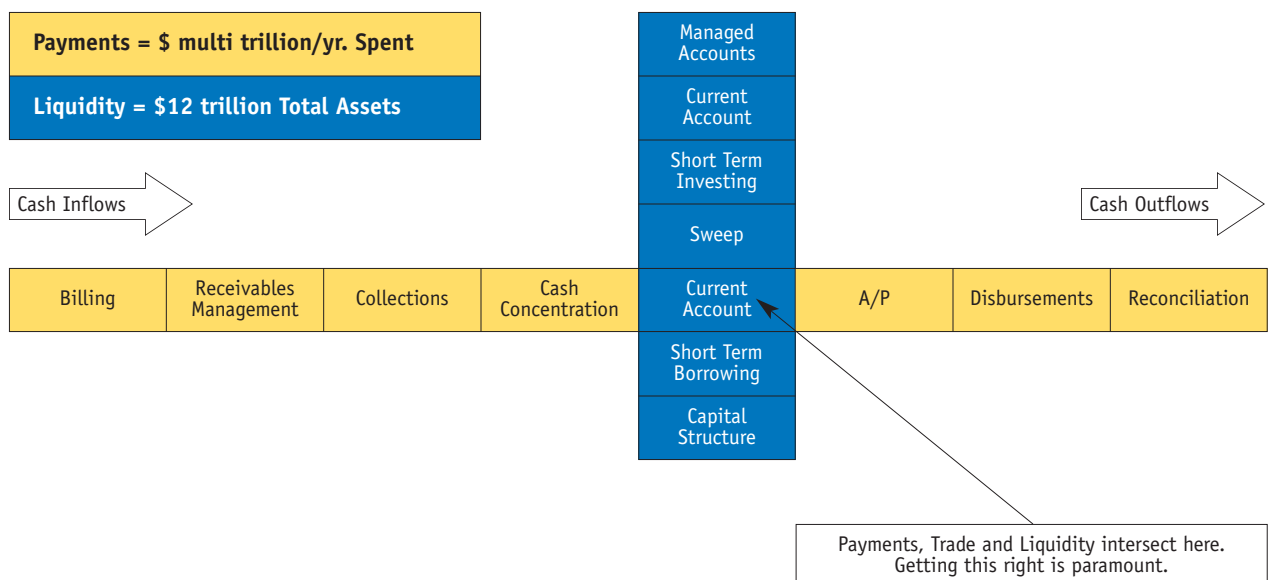 Payments = $ multi trillion/yr. Spent
Liquidity = $12 trillion Total Assets
Managed
Accounts
Current
Account
Short Term
Investing
Sweep
Cash Inflows
Cash Outflows
Billing
Receivables
Management
Collections
Cash
Concentration
Current
Account
A/P
Disbursements
Reconciliation
Short Term
Borrowing
Capital
Structure
Payments, Trade and Liquidity intersect here.
Getting this right is paramount.